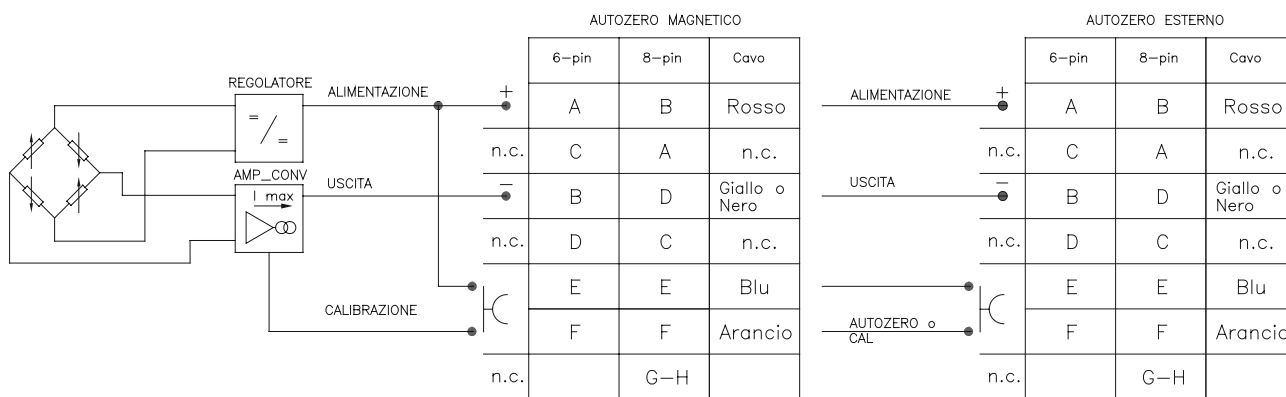 AUTOZERO MAGNETICO
6-pin 8-pin Cavo
REGOLATORE
ALIMENTAZIONE
=/=
+ A B Rosso
n.c. C A n.c.
AMP_CONV
I max
USCITA
- B D Giallo o
Nero
n.c. D C n.c.
E E Blu
CALIBRAZIONE
F F Arancio
n.c. G-H
AUTOZERO ESTERNO
6-pin 8-pin Cavo
ALIMENTAZIONE
+ A B Rosso
n.c. C A n.c.
USCITA
- B D Giallo o
Nero
n.c. D C n.c.
E E Blu
AUTOZERO o
CAL
F F Arancio
n.c. G-H